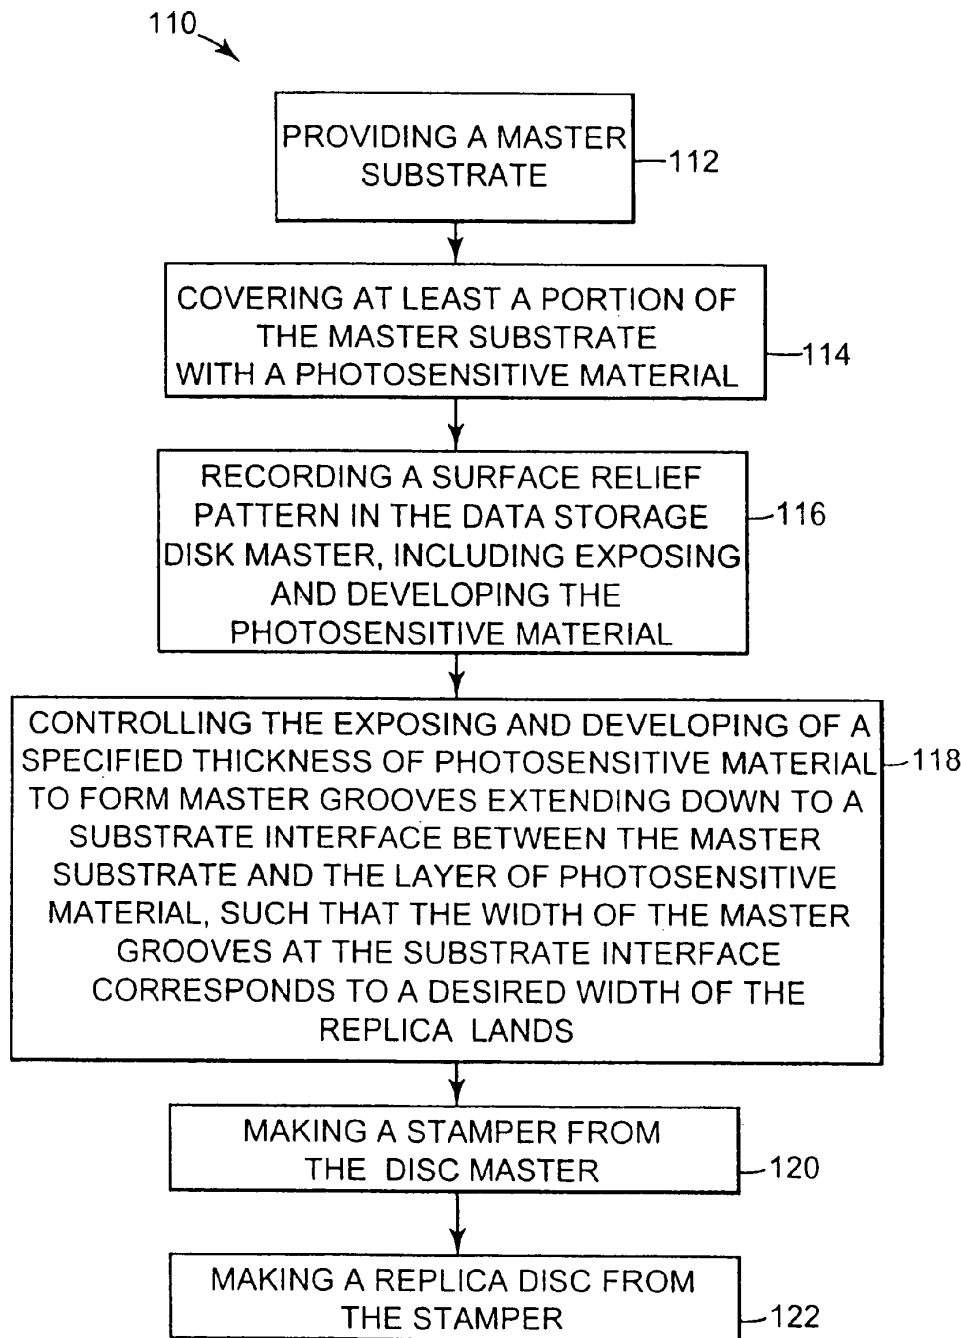 110
PROVIDING A MASTER
SUBSTRATE
112
COVERING AT LEAST A PORTION OF
THE MASTER SUBSTRATE
WITH A PHOTOSENSITIVE MATERIAL
114
RECORDING A SURFACE RELIEF
PATTERN IN THE DATA STORAGE
DISK MASTER, INCLUDING EXPOSING
AND DEVELOPING THE
PHOTOSENSITIVE MATERIAL
116
CONTROLLING THE EXPOSING AND DEVELOPING OF A
SPECIFIED THICKNESS OF PHOTOSENSITIVE MATERIAL
TO FORM MASTER GROOVES EXTENDING DOWN TO A
SUBSTRATE INTERFACE BETWEEN THE MASTER
SUBSTRATE AND THE LAYER OF PHOTOSENSITIVE
MATERIAL, SUCH THAT THE WIDTH OF THE MASTER
GROOVES AT THE SUBSTRATE INTERFACE
CORRESPONDS TO A DESIRED WIDTH OF THE
REPLICA LANDS
118
MAKING A STAMPER FROM
THE DISC MASTER
120
MAKING A REPLICA DISC FROM
THE STAMPER
122